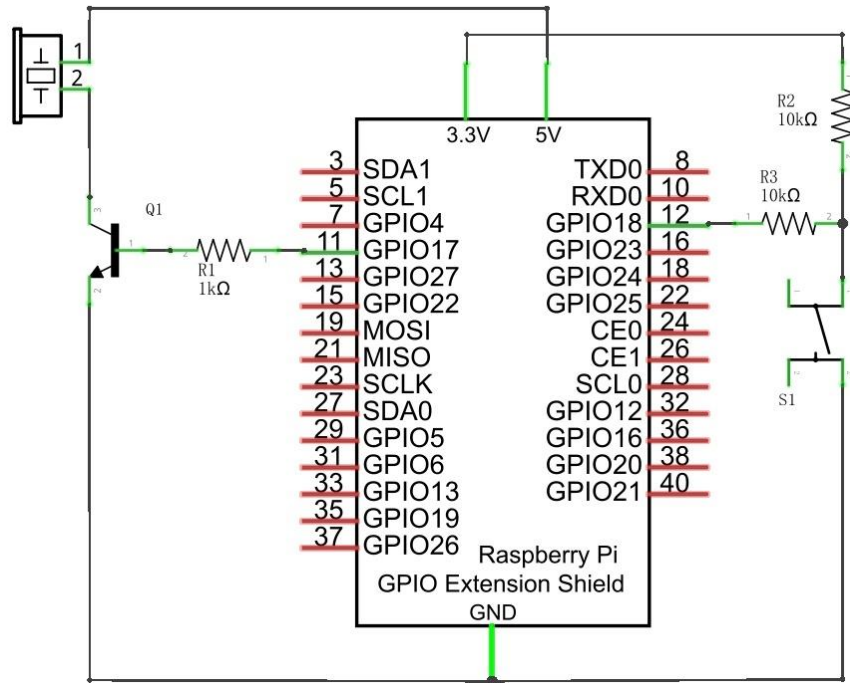 1
2
3.3V
5V
R2
10kΩ
R3
10kΩ
Q1
R1
1kΩ
3 SDA1
5 SCL1
7 GPIO4
11 GPIO17
13 GPIO27
15 GPIO22
19 MOSI
21 MISO
23 SCLK
27 SDA0
29 GPIO5
31 GPIO6
33 GPIO13
35 GPIO19
37 GPIO26
TXD0 8
RXD0 10
GPIO18 12
GPIO23 16
GPIO24 18
GPIO25 22
CE0 24
CE1 26
SCL0 28
GPIO12 32
GPIO16 36
GPIO20 38
GPIO21 40
3
1
2
2
1
1
2
S1
Raspberry Pi
GPIO Extension Shield
GND